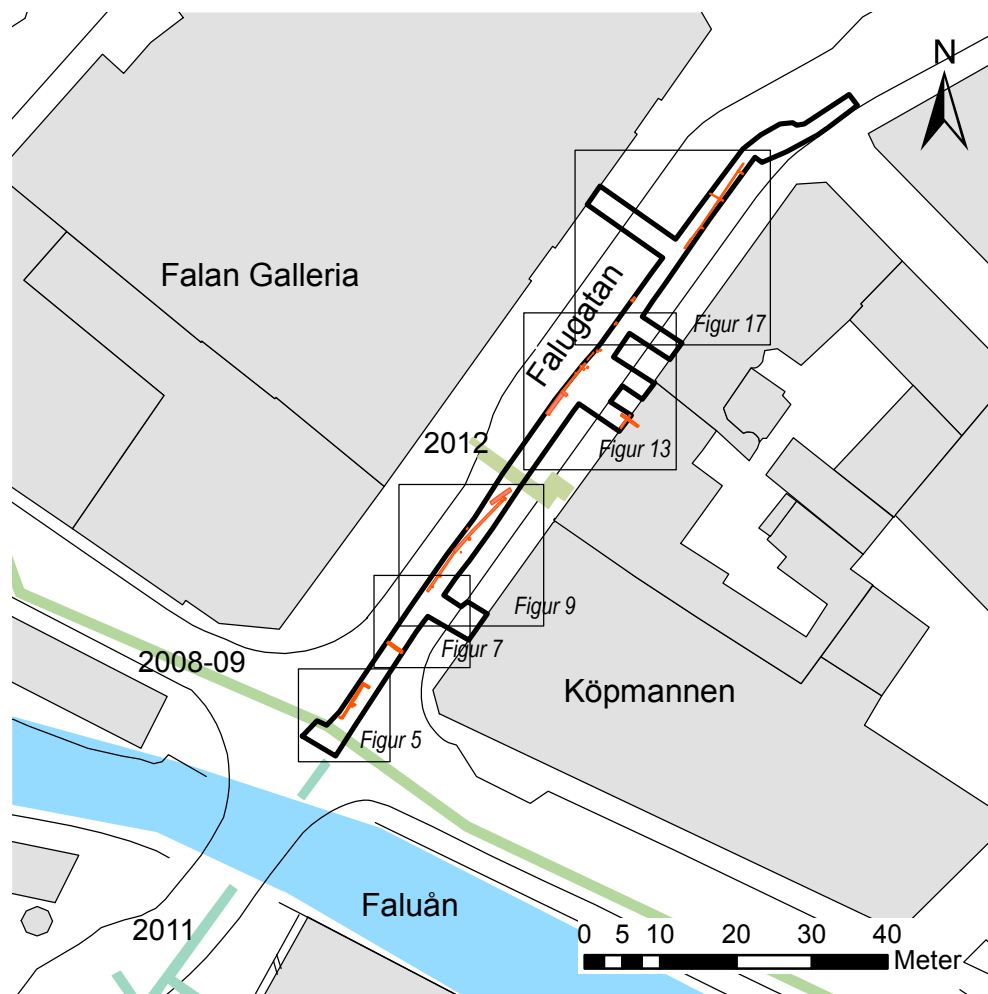 N
Falan Galleria
Falugatan
Figur 17
2012
Figur 13
Figur 9
Figur 7
2008-09
Köpmannen
Figur 5
Faluån
2011
0 5 10 20 30 40
Meter